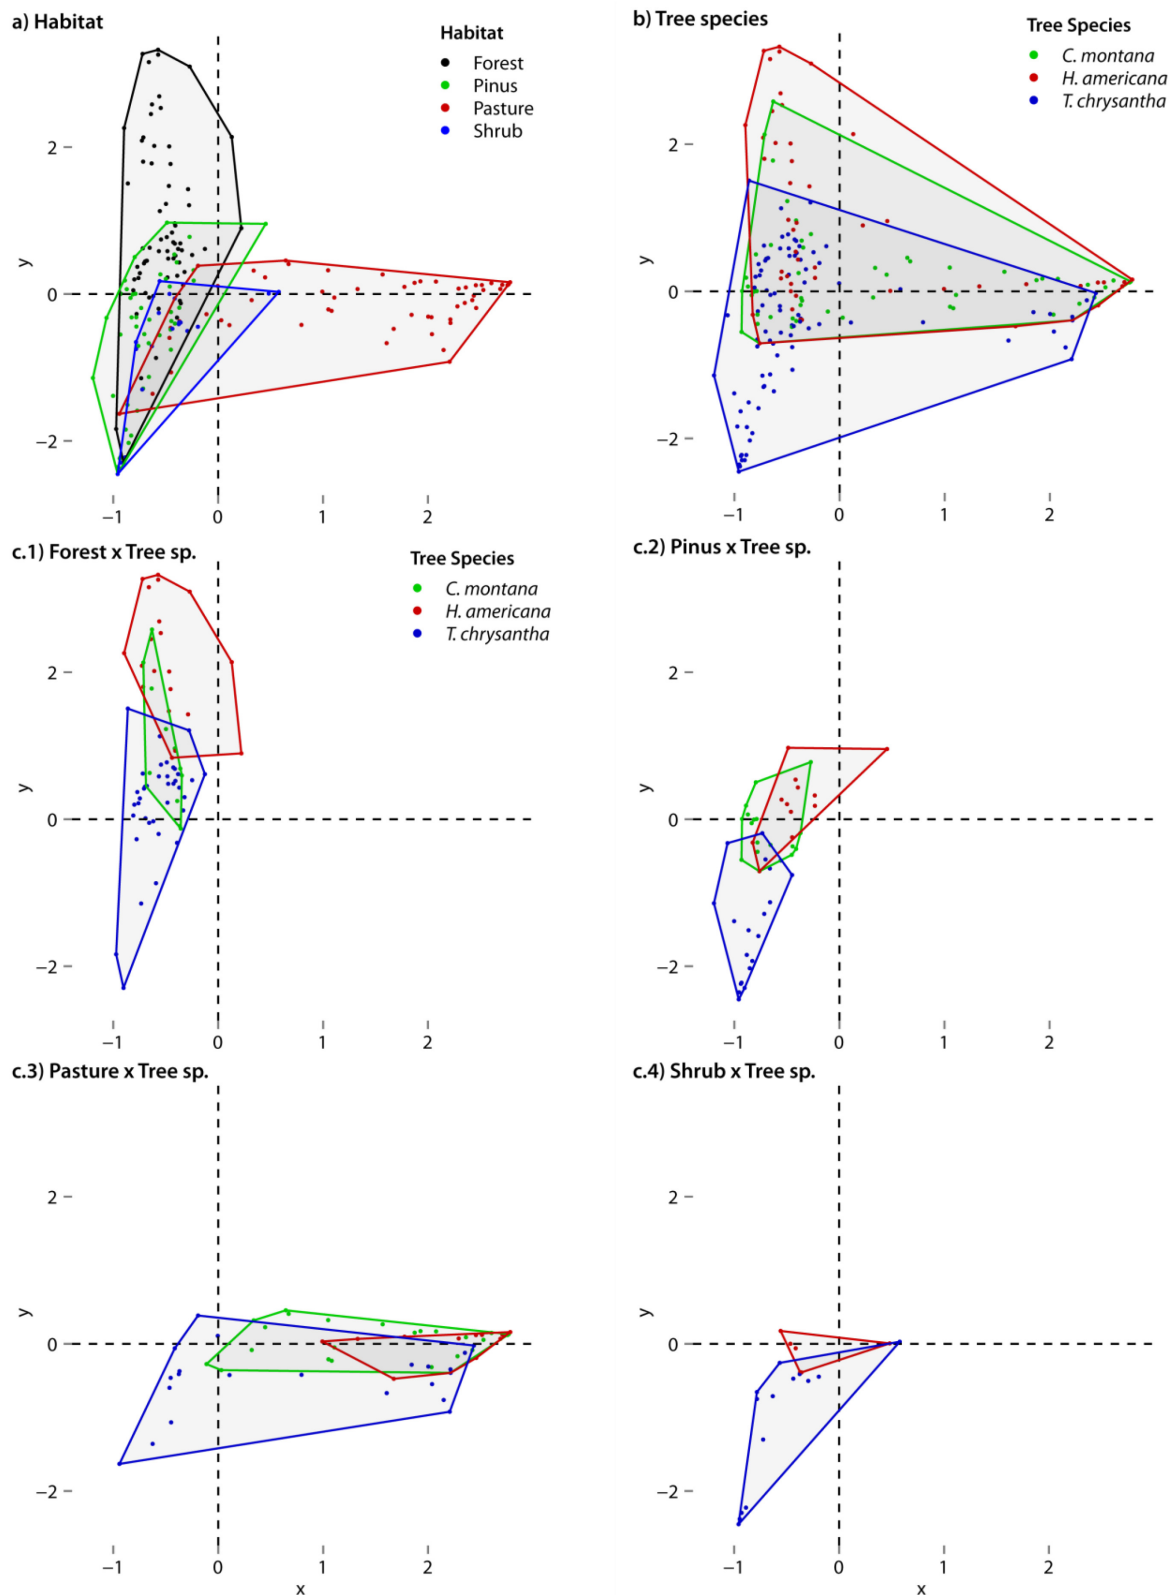 a) Habitat
Habitat
Forest
Pinus
Pasture
Shrub
y
2
0
−2
−1 0 1 2
b) Tree species
Tree Species
C. montana
H. americana
T. chrysantha
y
2
0
−2
−1 0 1 2
c.1) Forest x Tree sp.
Tree Species
C. montana
H. americana
T. chrysantha
y
2
0
−2
−1 0 1 2
c.2) Pinus x Tree sp.
y
2
0
−2
−1 0 1 2
c.3) Pasture x Tree sp.
y
2
0
−2
−1 0 1 2
x
c.4) Shrub x Tree sp.
y
2
0
−2
−1 0 1 2
x